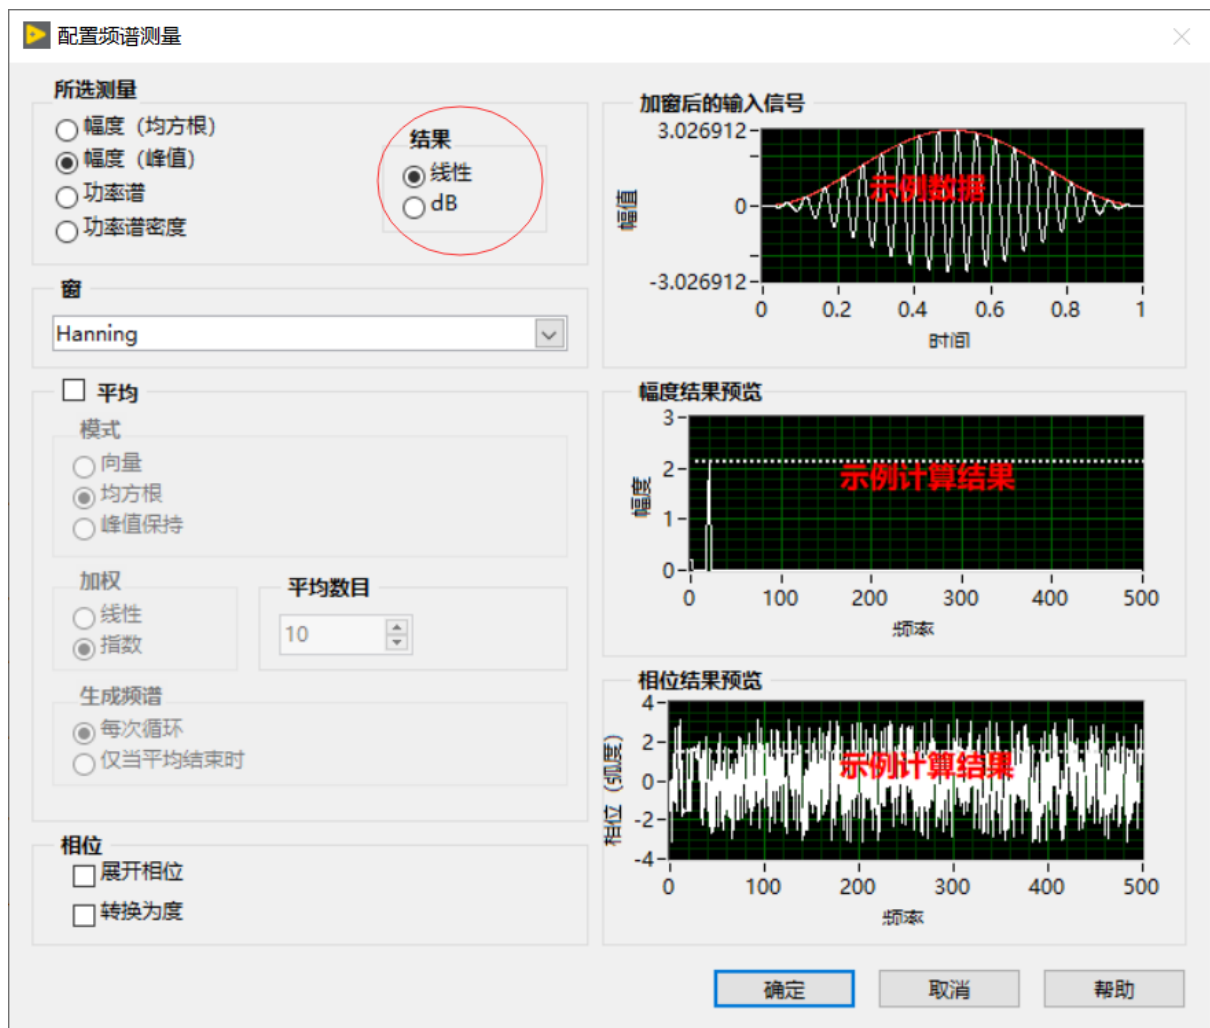 配置频谱测量
所选测量
幅度（均方根）
幅度（峰值）
功率谱
功率谱密度
结果
线性
dB
窗
Hanning
平均
模式
向量
均方根
峰值保持
加权
线性
指数
平均数目
10
生成频谱
每次循环
仅当平均结束时
相位
展开相位
转换为度
加窗后的输入信号
3.026912
0
-3.026912
幅值
示例数据
0 0.2 0.4 0.6 0.8 1
时间
幅度结果预览
3
2
1
0
幅度
示例计算结果
0 100 200 300 400 500
频率
相位结果预览
4
2
0
-2
-4
相位（弧度）
示例计算结果
0 100 200 300 400 500
频率
确定 取消 帮助